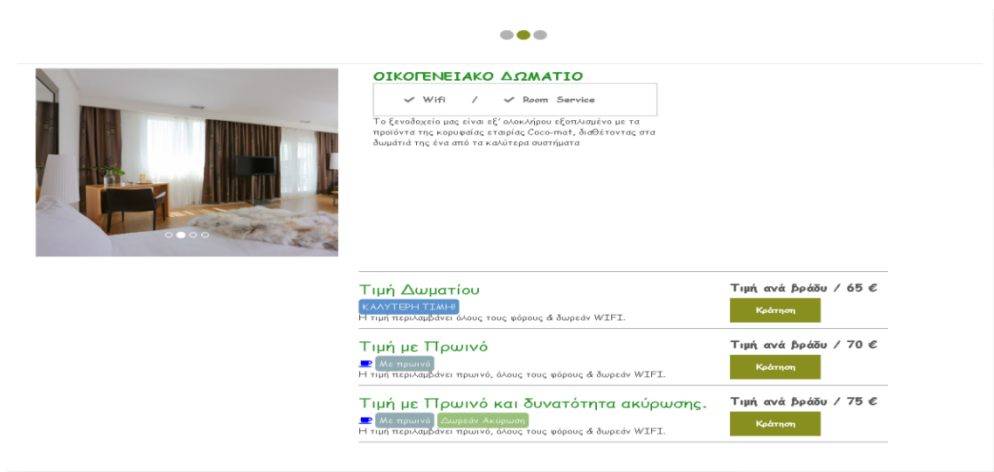 ΟΙΚΟΓΕΝΕΙΑΚΟ ΔΩΜΑΤΙΟ
Wifi / Room Service
Το ξενοδοχείο μας είναι εξ' ολοκλήρου εξοπλισμένο με τα
προϊόντα της κορυφαίας εταιρίας Coco-mat, διαθέτοντας στα
δωμάτιά της ένα από τα καλύτερα συστήματα
Τιμή Δωματίου
ΚΑΛΥΤΕΡΗ ΤΙΜΗ!
Η τιμή περιλαμβάνει όλους τους φόρους & δωρεάν WIFI.
Τιμή ανά βράδυ / 65 €
Κράτηση
Τιμή με Πρωινό
Με πρωινό
Η τιμή περιλαμβάνει πρωινό, όλους τους φόρους & δωρεάν WIFI.
Τιμή ανά βράδυ / 70 €
Κράτηση
Τιμή με Πρωινό και δυνατότητα ακύρωσης.
Με πρωινό Δωρεάν Ακύρωση
Η τιμή περιλαμβάνει πρωινό, όλους τους φόρους & δωρεάν WIFI.
Τιμή ανά βράδυ / 75 €
Κράτηση